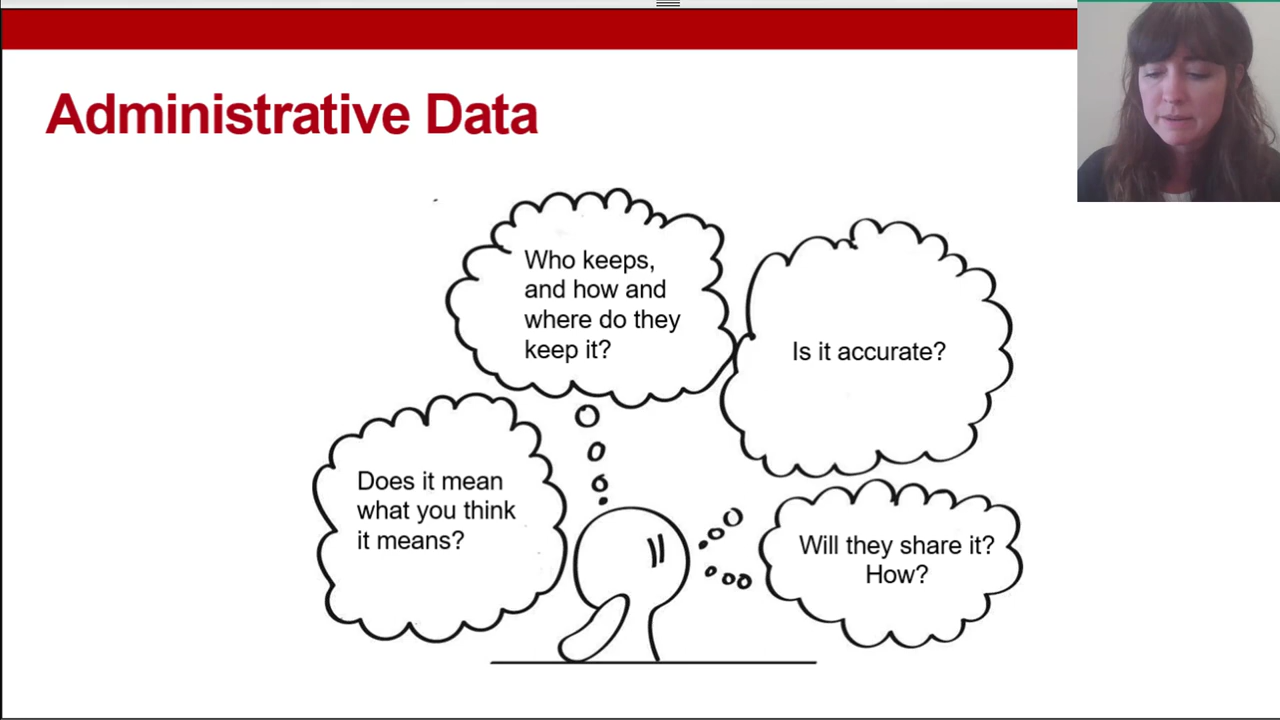 Administrative Data
Who keeps,
and how and
where do they
keep it?
Is it accurate?
Does it mean
what you think
it means?
Will they share it?
How?